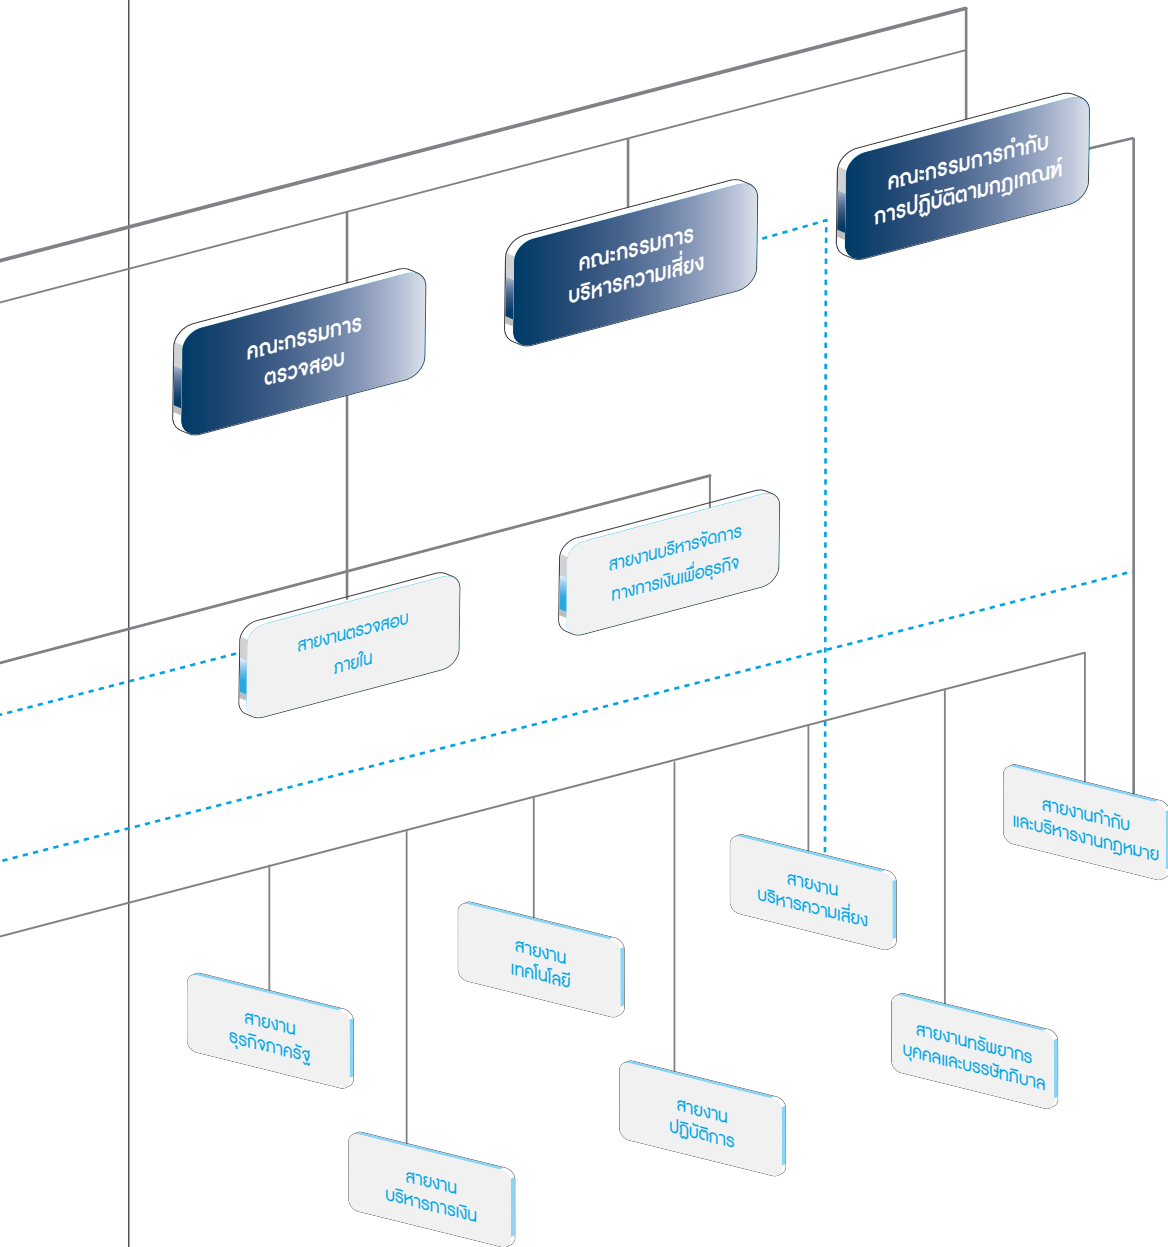 คณะกรรมการกำกับ
การปฏิบัติตามกฎเกณฑ์
คณะกรรมการ
บริหารความเสี่ยง
คณะกรรมการ
ตรวจสอบ
สายงานบริหารจัดการ
ทางการเงินเพื่อธุรกิจ
สายงานตรวจสอบ
ภายใน
สายงานกำกับ
และบริหารงานกฎหมาย
สายงาน
บริหารความเสี่ยง
สายงาน
เทคโนโลยี
สายงาน
ธุรกิจภาครัฐ
สายงานทรัพยากร
บุคคลและบรรษัทภิบาล
สายงาน
ปฏิบัติการ
สายงาน
บริหารการเงิน